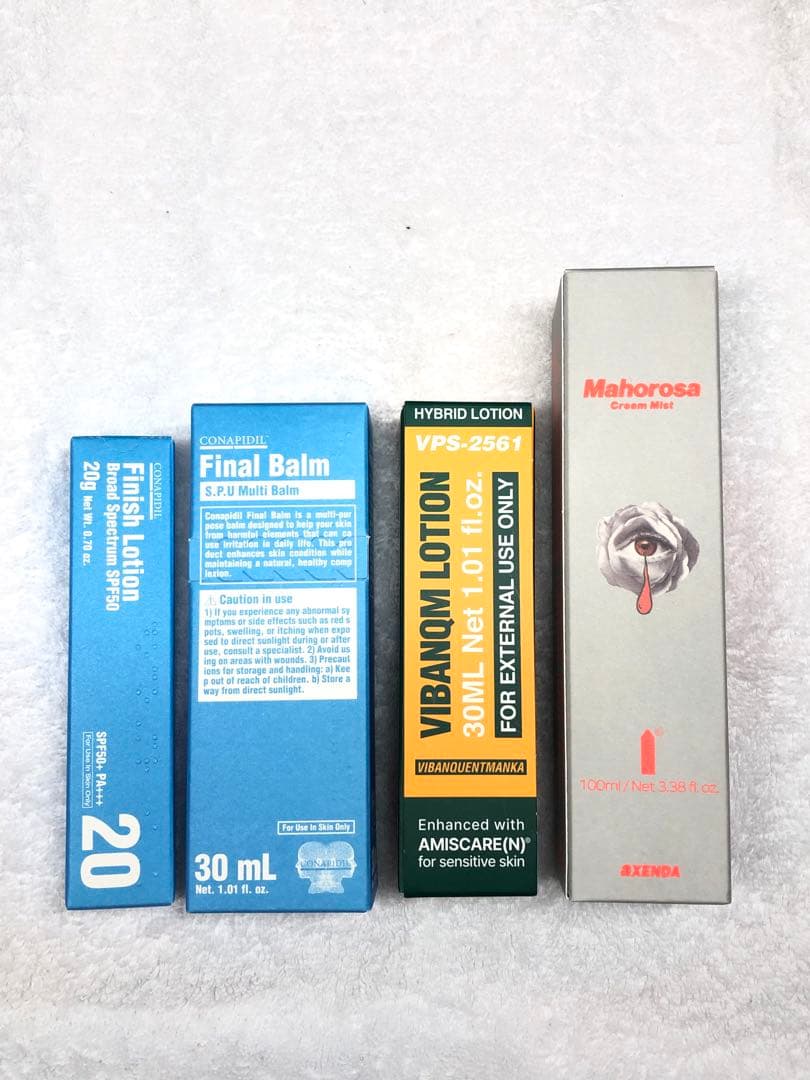 CONAPIDIL
Finish Lotion
Broad Spectrum SPF50
20g Net Wt. 0.70 oz.
SPF50+ PA+++
For Use In Skin Only
20
CONAPIDIL
Final Balm
S.P.U Multi Balm
Conapidil Final Balm is a multi-pur
pose balm designed to help your skin
from harmful elements that can ca
use irritation in daily life. This pro
duct enhances skin condition while
maintaining a natural, healthy comp
lexion.
⚠ Caution in use
1) If you experience any abnormal sy
mptoms or side effects such as red s
pots, swelling, or itching when expo
sed to direct sunlight during or after
use, consult a specialist. 2) Avoid us
ing on areas with wounds. 3) Precaut
ions for storage and handling: a) Kee
p out of reach of children. b) Store a
way from direct sunlight.
For Use In Skin Only
30 mL
Net. 1.01 fl. oz.
CONAPIDIL
HYBRID LOTION
VPS-2561
VIBANQM LOTION
30ML Net 1.01 fl.oz.
FOR EXTERNAL USE ONLY
VIBANQUENTMANKA
Enhanced with
AMISCARE(N)®
for sensitive skin
Mahorosa
Cream Mist
100ml / Net 3.38 fl. oz.
aXENDA